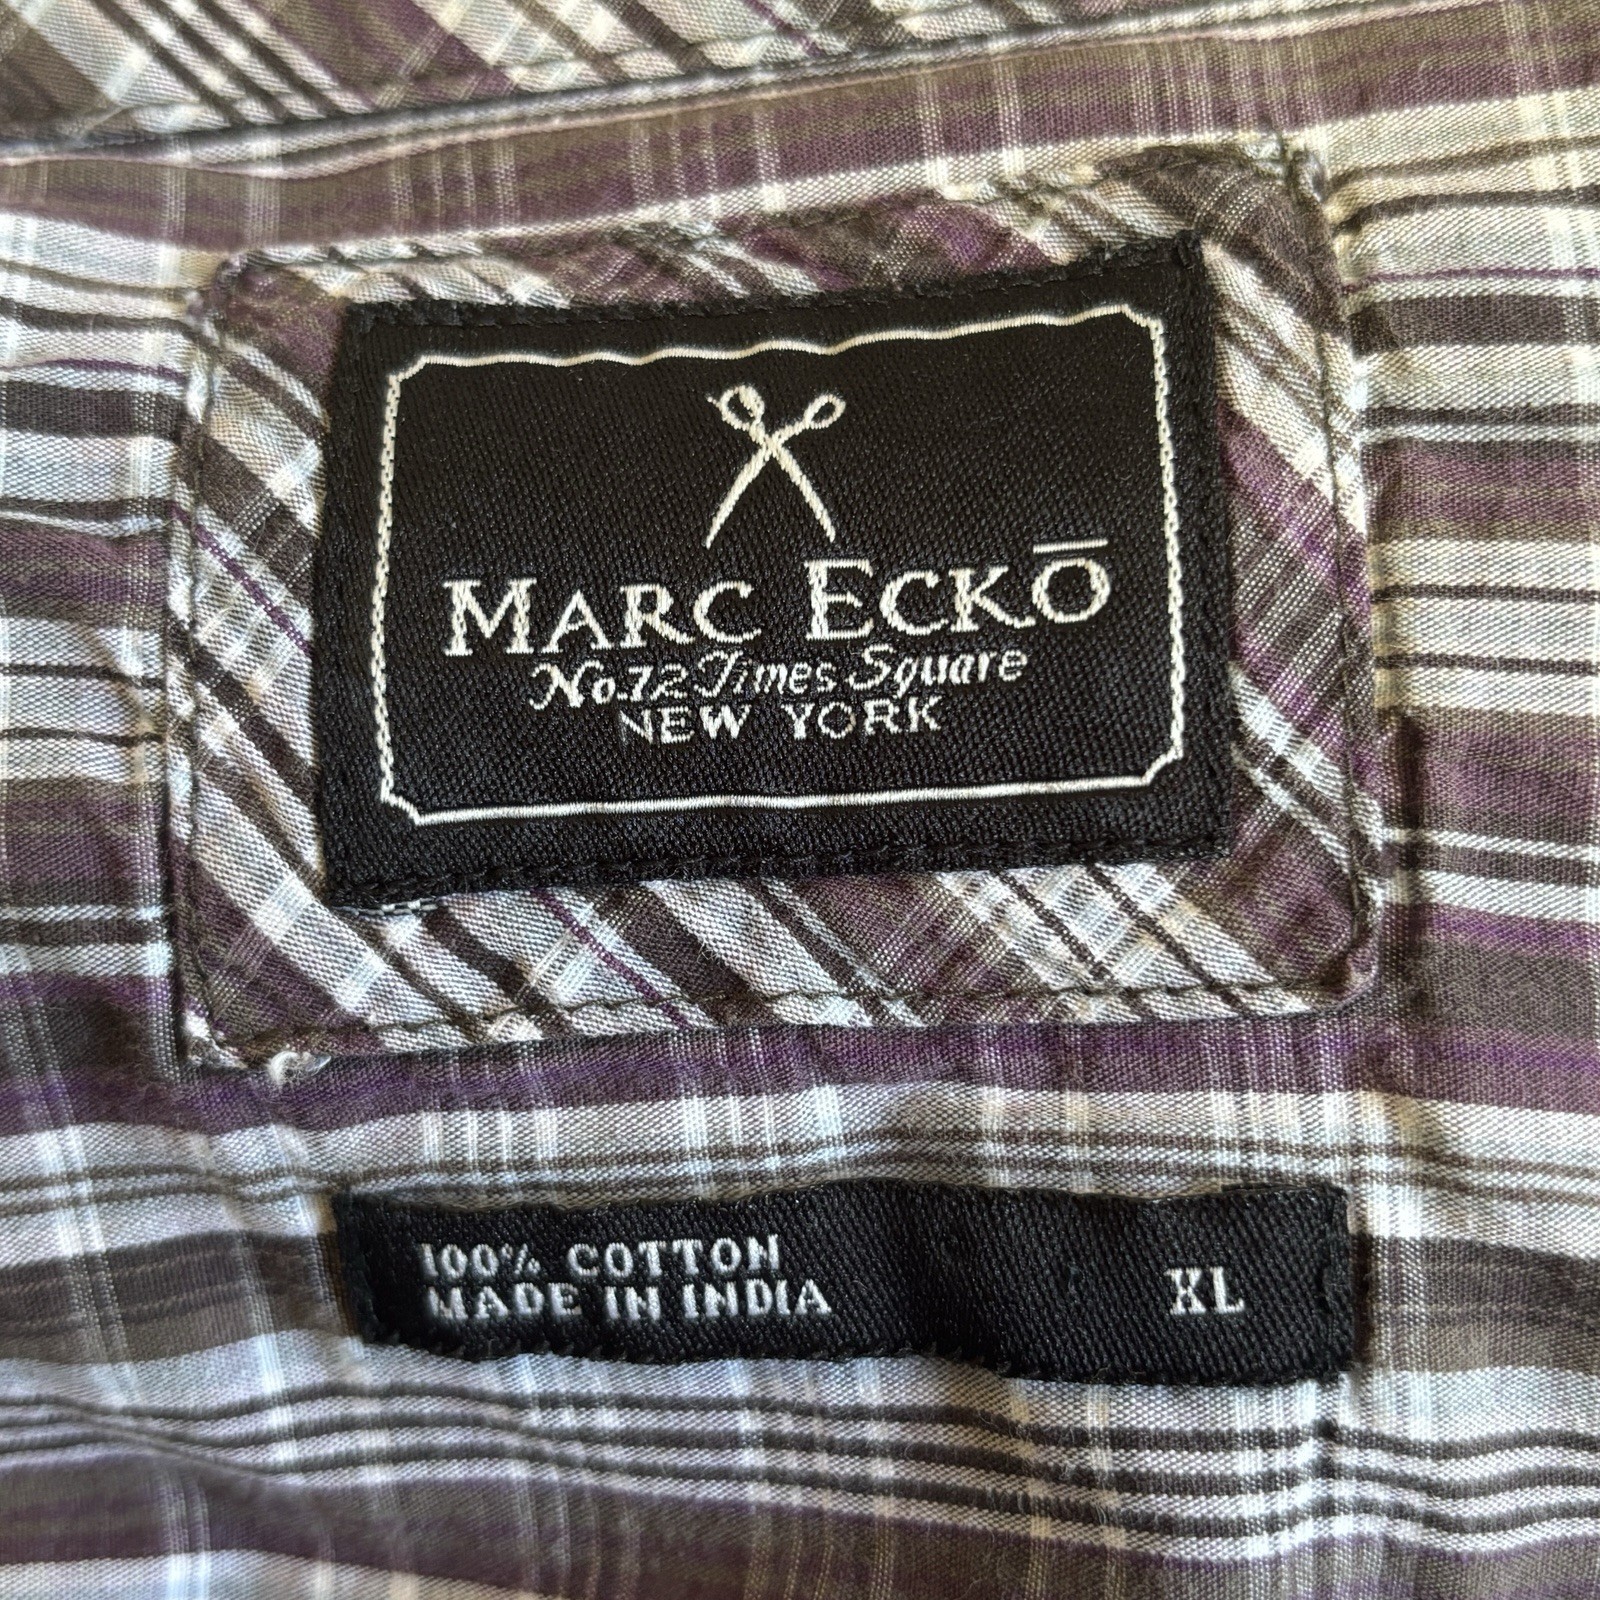 MARC ECKŌ
No.72 Times Square
NEW YORK
100% COTTON
MADE IN INDIA
XL